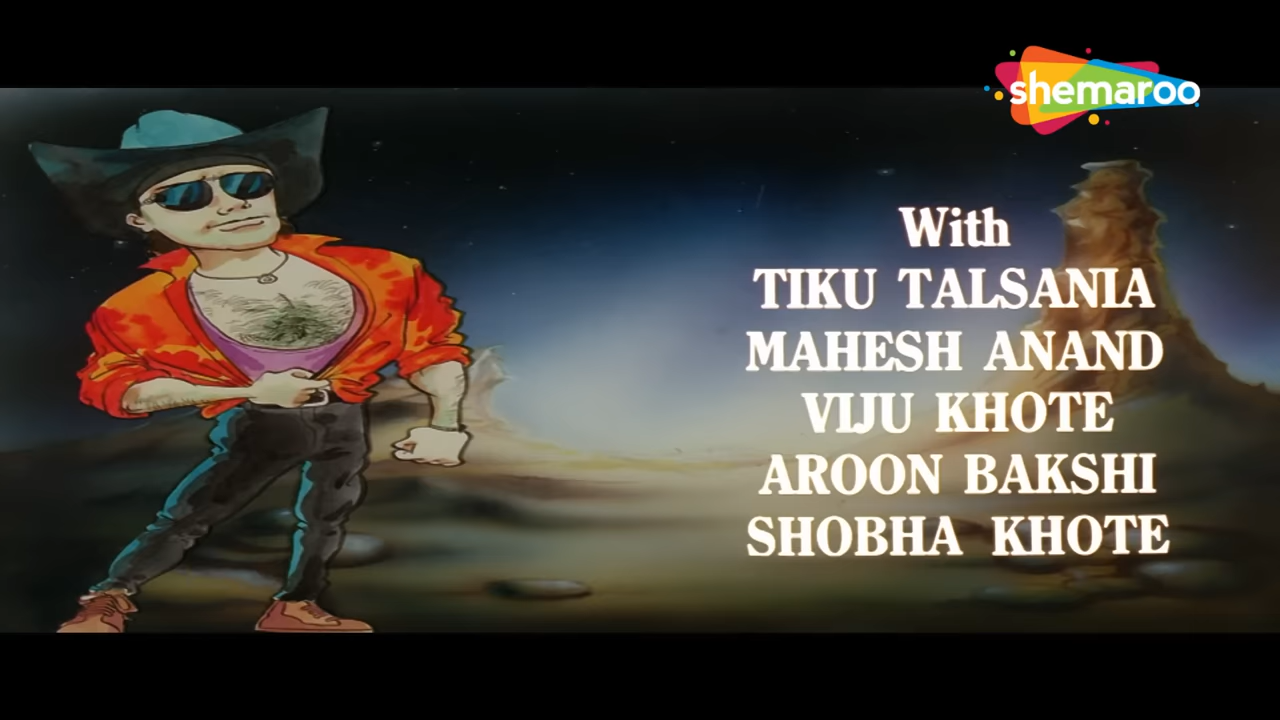 shemaroo
With
TIKU TALSANIA
MAHESH ANAND
VIJU KHOTE
AROON BAKSHI
SHOBHA KHOTE